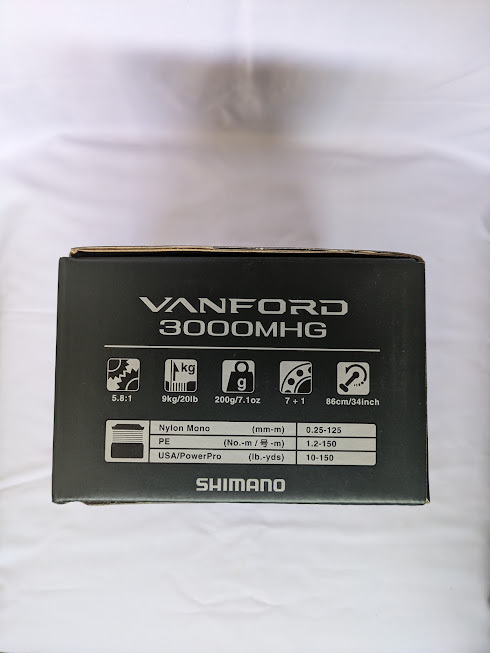 VANFORD
3000MHG
kg
g
5.8:1 9kg/20lb 200g/7.1oz 7 + 1 86cm/34inch
Nylon Mono (mm-m) 0.25-125
PE (No.-m / 号-m) 1.2-150
USA/PowerPro (lb.-yds) 10-150
SHIMANO